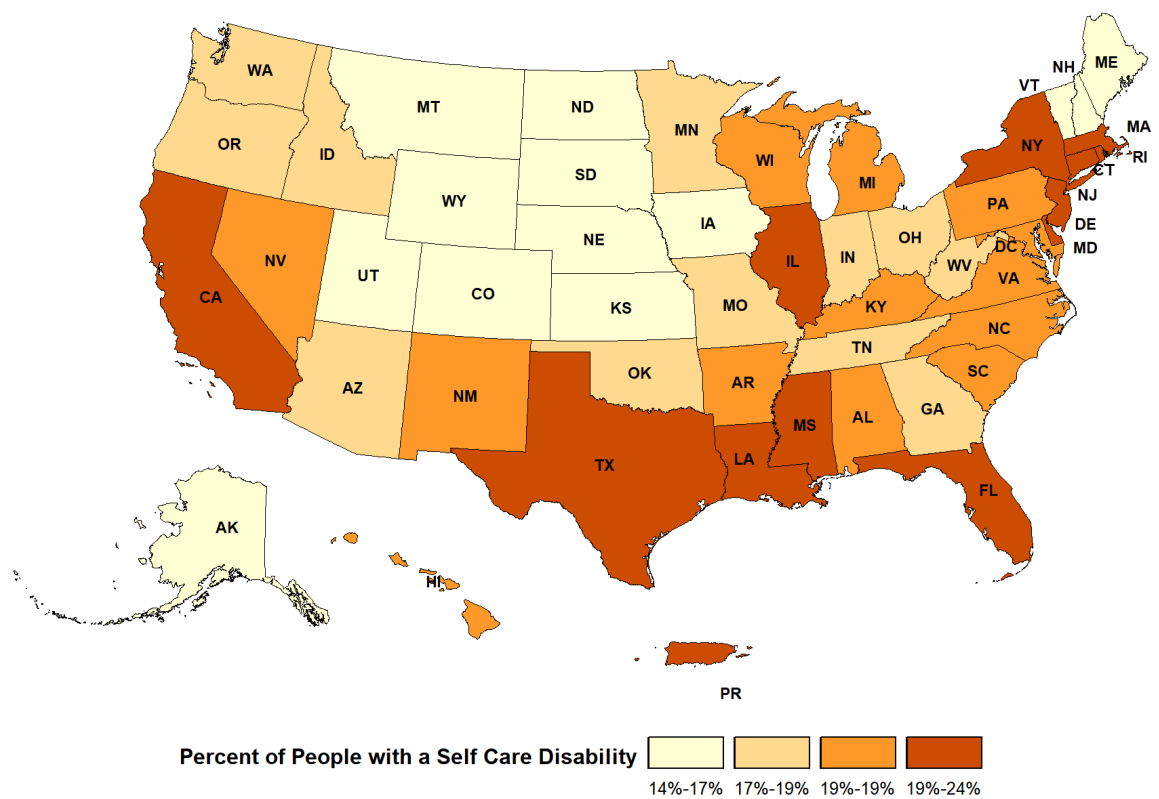 ME
NH
VT
WA
MT
ND
MN
MA
OR
ID
WI
NY
RI
SD
MI
CT
WY
NJ
IA
PA
DE
NE
OH
DC
MD
NV
UT
IL
IN
WV
VA
CO
CA
KS
MO
KY
NC
TN
AZ
OK
SC
NM
AR
GA
MS
AL
TX
LA
FL
AK
HI
PR
Percent of People with a Self Care Disability
14%-17% 17%-19% 19%-19% 19%-24%